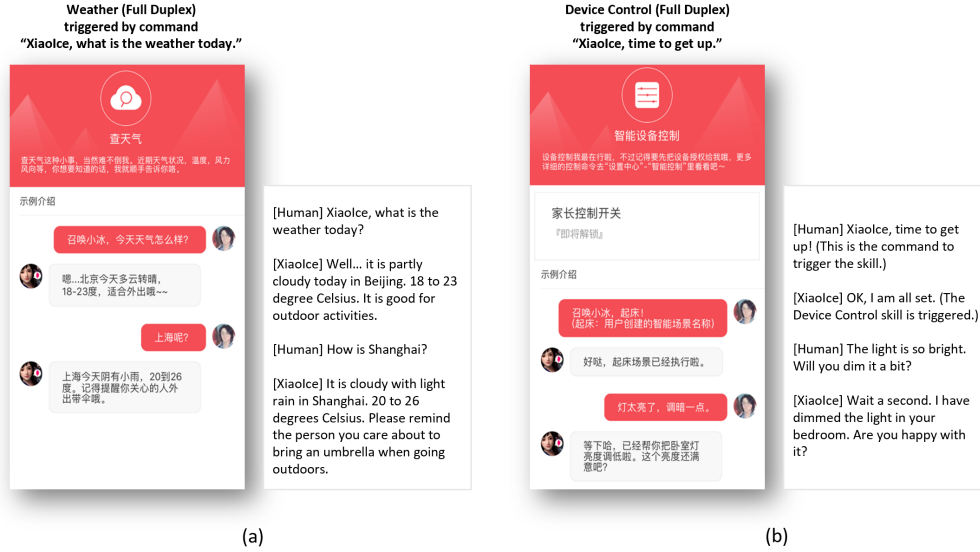 Weather (Full Duplex)
triggered by command
“XiaoIce, what is the weather today.”
查天气
查天气这种小事，当然难不倒我。近期天气状况，温度，风力
风向等，你想要知道的话，我就顺手告诉你咯。
示例介绍
召唤小冰，今天天气怎么样?
嗯...北京今天多云转晴，
18-23度，适合外出哦~~
上海呢?
上海今天阴有小雨，20到26
度。记得提醒你关心的人外
出带伞哦。
[Human] XiaoIce, what is the
weather today?
[XiaoIce] Well... it is partly
cloudy today in Beijing. 18 to 23
degree Celsius. It is good for
outdoor activities.
[Human] How is Shanghai?
[XiaoIce] It is cloudy with light
rain in Shanghai. 20 to 26
degrees Celsius. Please remind
the person you care about to
bring an umbrella when going
outdoors.
(a)
Device Control (Full Duplex)
triggered by command
“XiaoIce, time to get up.”
智能设备控制
设备控制我最在行啦，不过记得要先把设备授权给我哦，更多
详细的控制命令去“设置中心”-“智能控制”里看看吧～
家长控制开关
『即将解锁』
示例介绍
召唤小冰，起床!
(起床：用户创建的智能场景名称)
好哒，起床场景已经执行啦。
灯太亮了，调暗一点。
等下哈，已经帮你把卧室灯
亮度调低啦。这个亮度还满
意吧?
[Human] XiaoIce, time to get
up! (This is the command to
trigger the skill.)
[XiaoIce] OK, I am all set. (The
Device Control skill is triggered.)
[Human] The light is so bright.
Will you dim it a bit?
[XiaoIce] Wait a second. I have
dimmed the light in your
bedroom. Are you happy with
it?
(b)